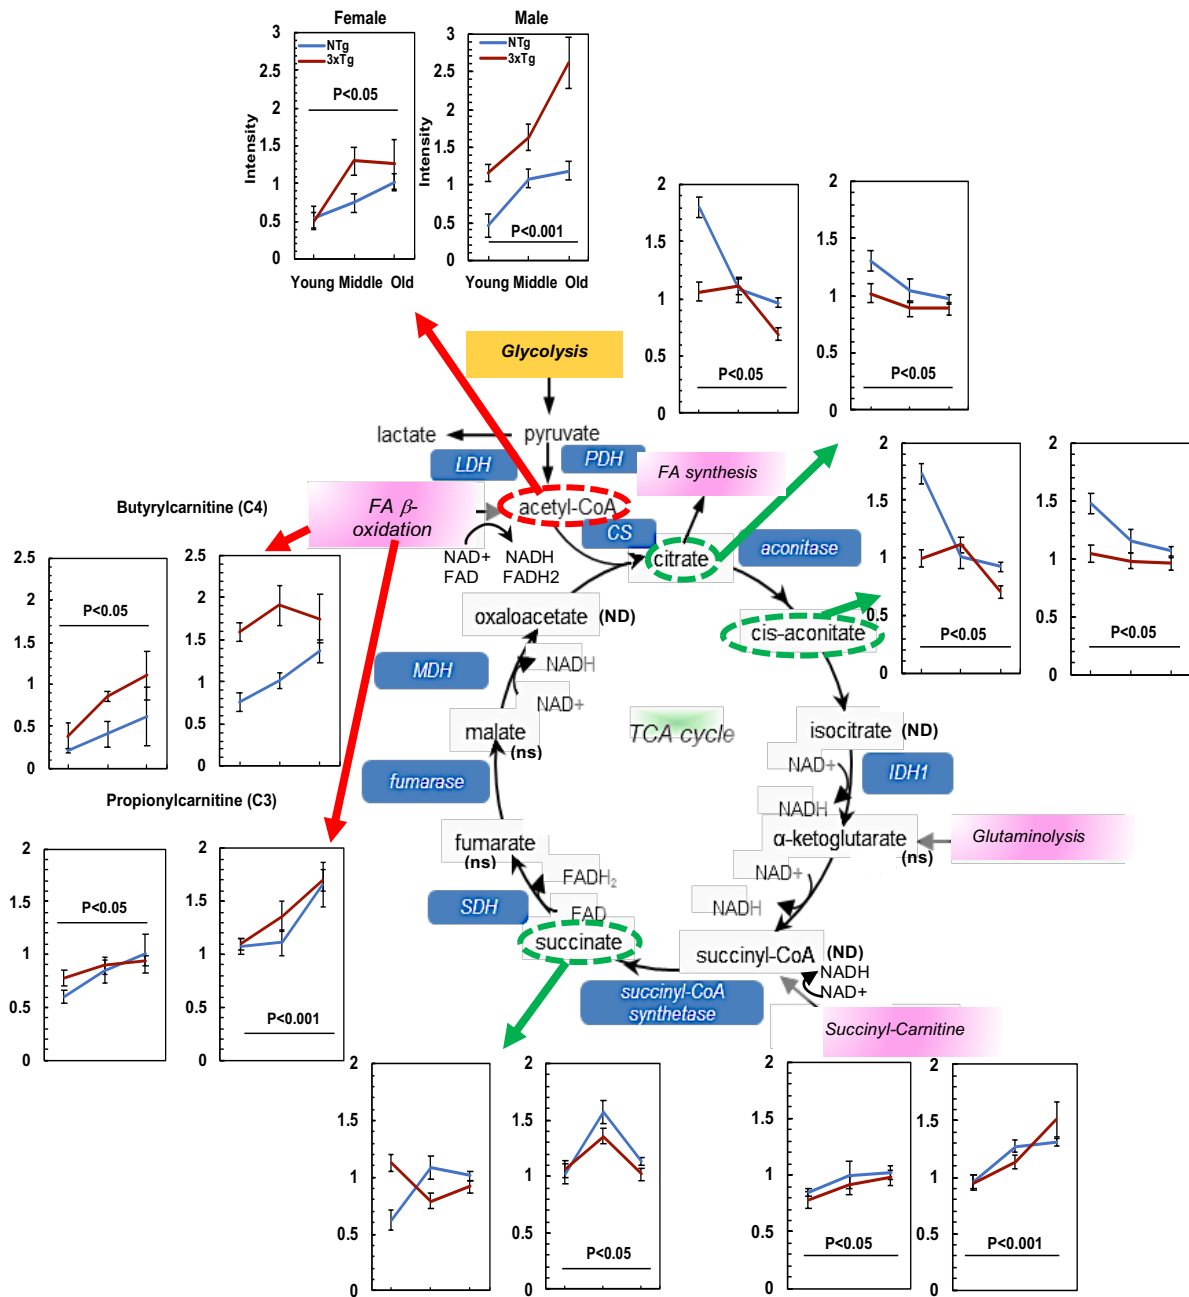 Female
Male
3
2.5
2
1.5
1
0.5
0
Intensity
NTg
3xTg
P<0.05
Young Middle Old
3
2.5
2
1.5
1
0.5
0
Intensity
NTg
3xTg
P<0.001
Young Middle Old
2
1.5
1
0.5
0
P<0.05
2
1.5
1
0.5
0
P<0.05
Glycolysis
lactate
pyruvate
LDH
PDH
FA synthesis
2
1.5
1
0.5
0
P<0.05
2
1.5
1
0.5
0
P<0.05
Butyrylcarnitine (C4)
FA β-
oxidation
acetyl-CoA
CS
citrate
aconitase
NAD+
FAD
NADH
FADH2
2.5
2
1.5
1
0.5
0
P<0.05
2.5
2
1.5
1
0.5
0
oxaloacetate (ND)
cis-aconitate
MDH
NADH
NAD+
malate
(ns)
TCA cycle
isocitrate (ND)
NAD+
IDH1
NADH
fumarase
Propionylcarnitine (C3)
fumarate
(ns)
α-ketoglutarate
(ns)
Glutaminolysis
2
1.5
1
0.5
0
P<0.05
2
1.5
1
0.5
0
P<0.001
FADH₂
FAD
SDH
NAD+
NADH
succinate
succinyl-CoA (ND)
NADH
NAD+
succinyl-CoA
synthetase
Succinyl-Carnitine
2
1.5
1
0.5
0
2
1.5
1
0.5
0
P<0.05
2
1.5
1
0.5
0
P<0.05
2
1.5
1
0.5
0
P<0.001